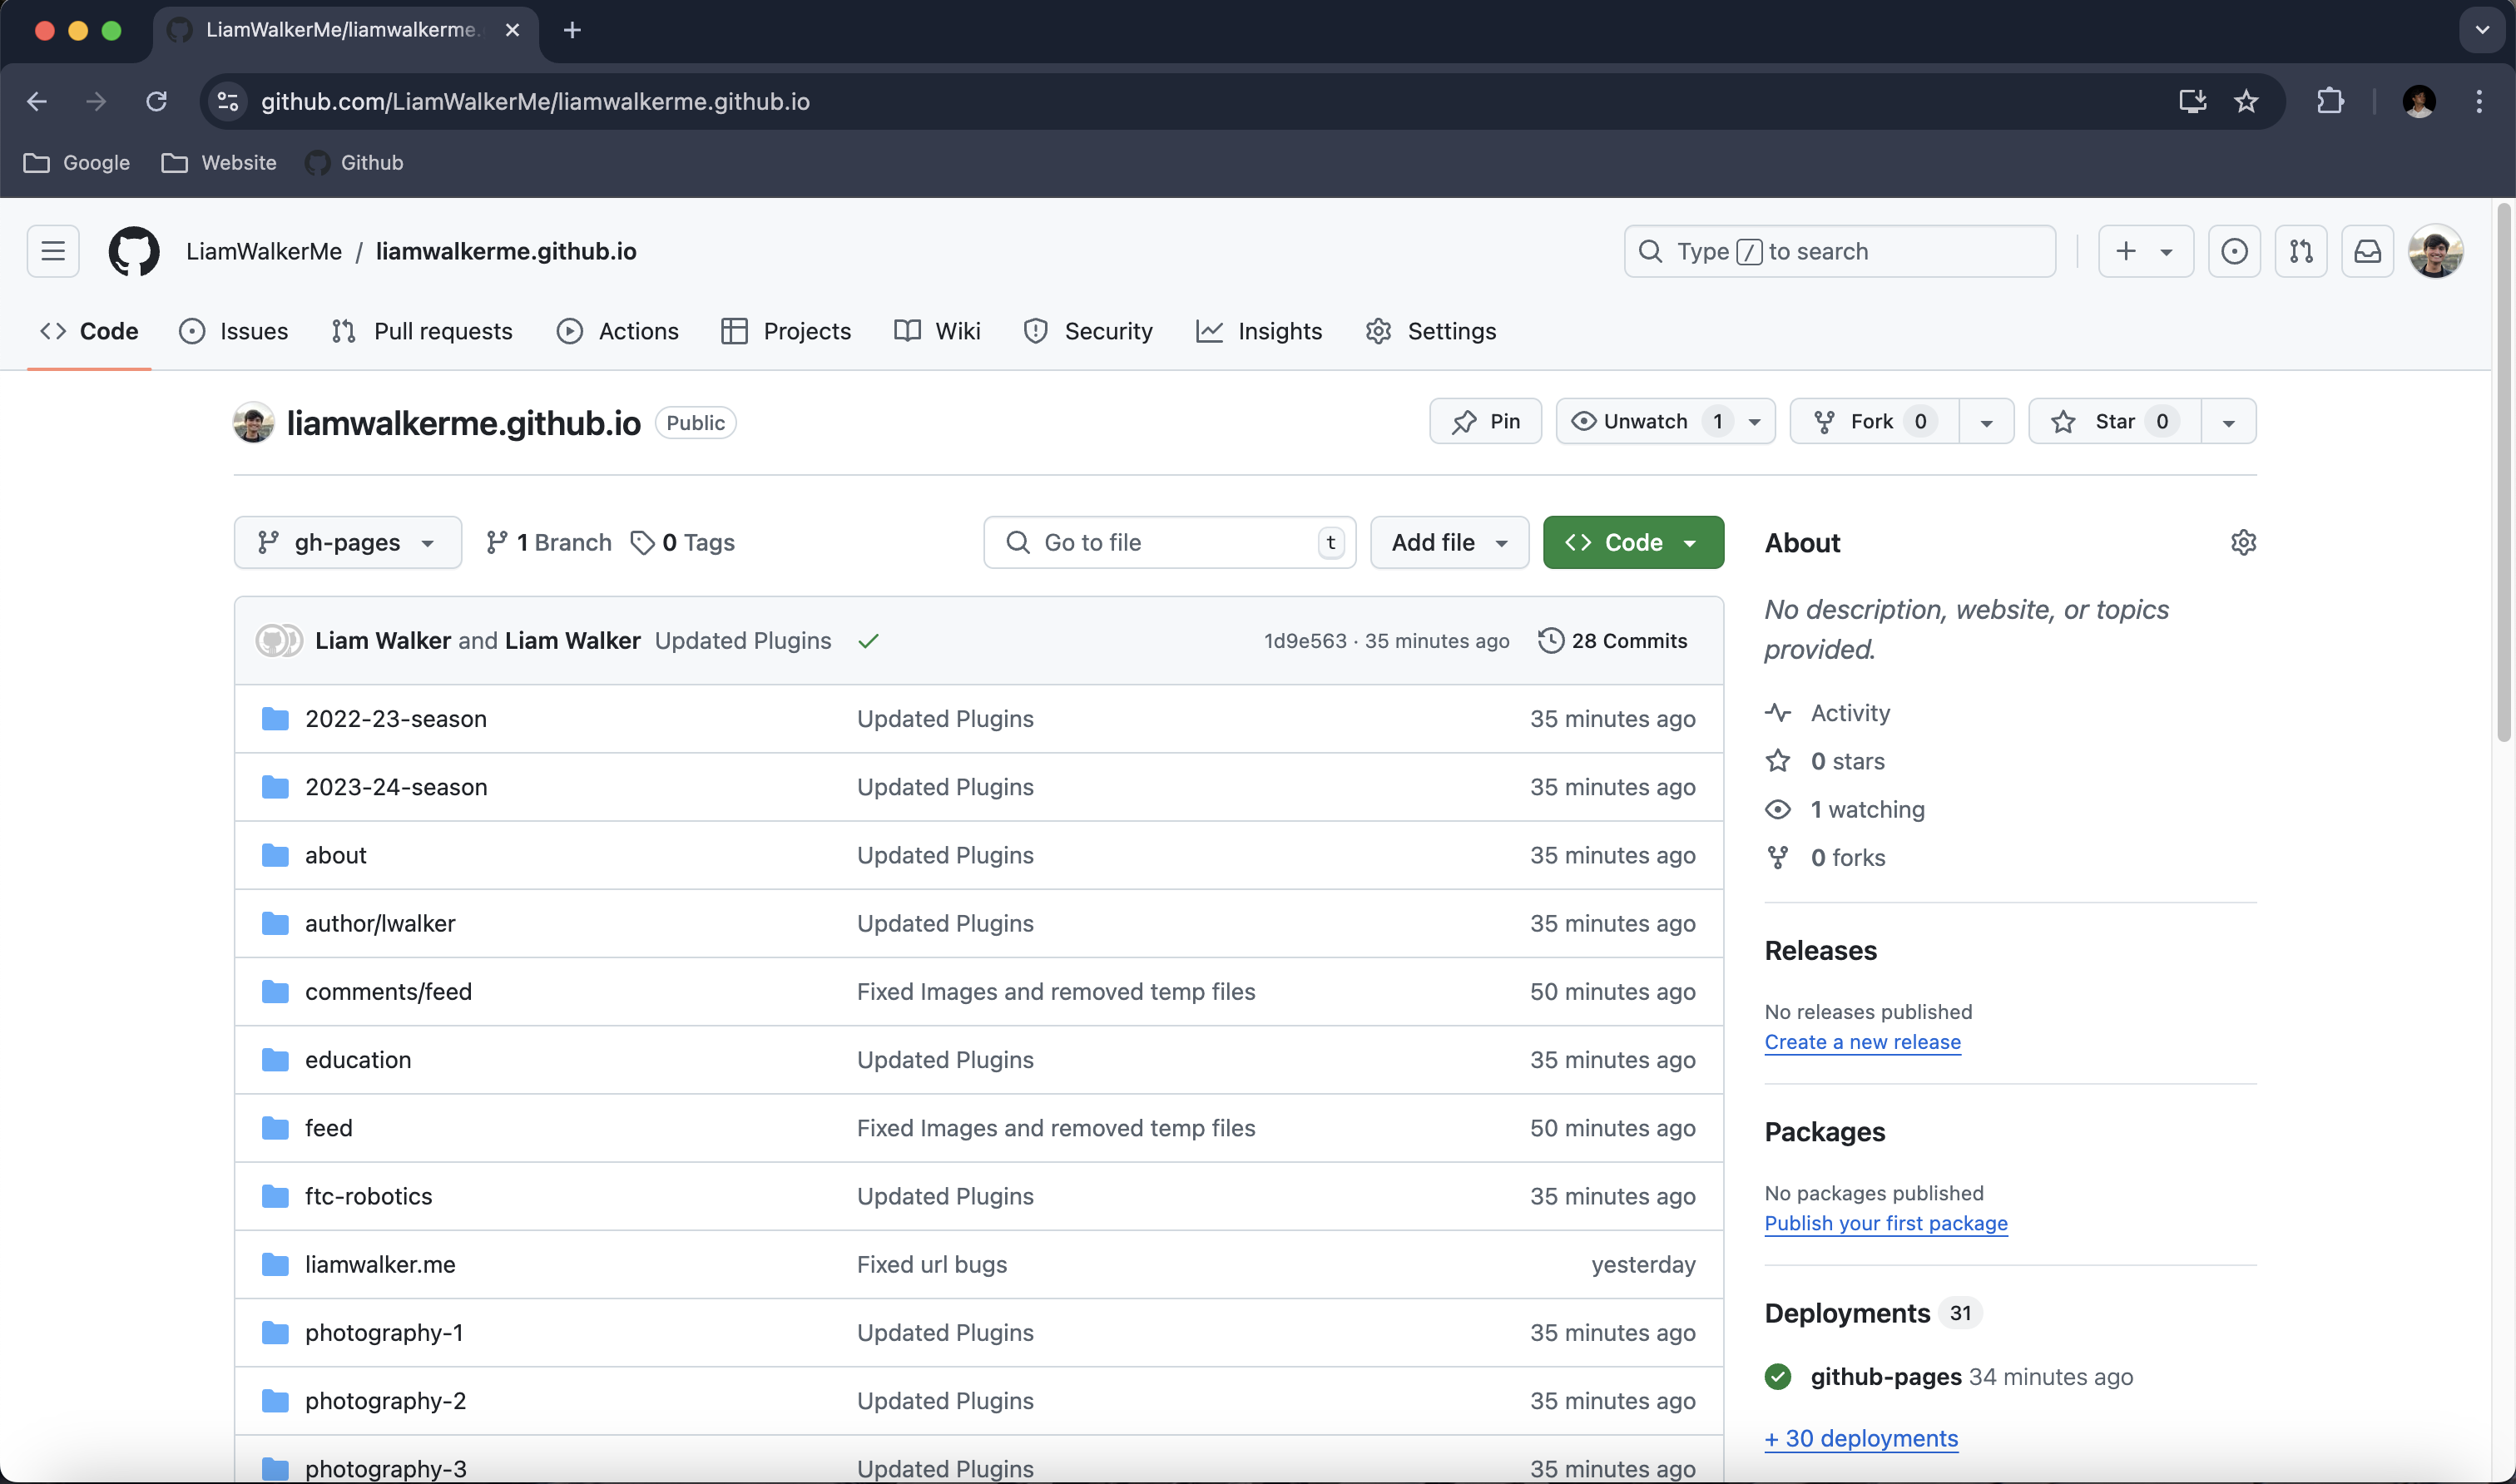 LiamWalkerMe/liamwalkerme.
github.com/LiamWalkerMe/liamwalkerme.github.io
Google Website Github
LiamWalkerMe / liamwalkerme.github.io Type / to search
Code Issues Pull requests Actions Projects Wiki Security Insights Settings
liamwalkerme.github.io Public Pin Unwatch 1 Fork 0 Star 0
gh-pages 1 Branch 0 Tags Go to file t Add file Code
Liam Walker and Liam Walker Updated Plugins 1d9e563 · 35 minutes ago 28 Commits
2022-23-season Updated Plugins 35 minutes ago
2023-24-season Updated Plugins 35 minutes ago
about Updated Plugins 35 minutes ago
author/lwalker Updated Plugins 35 minutes ago
comments/feed Fixed Images and removed temp files 50 minutes ago
education Updated Plugins 35 minutes ago
feed Fixed Images and removed temp files 50 minutes ago
ftc-robotics Updated Plugins 35 minutes ago
liamwalker.me Fixed url bugs yesterday
photography-1 Updated Plugins 35 minutes ago
photography-2 Updated Plugins 35 minutes ago
photography-3 Updated Plugins 35 minutes ago
About
No description, website, or topics
provided.
Activity
0 stars
1 watching
0 forks
Releases
No releases published
Create a new release
Packages
No packages published
Publish your first package
Deployments 31
github-pages 34 minutes ago
+ 30 deployments